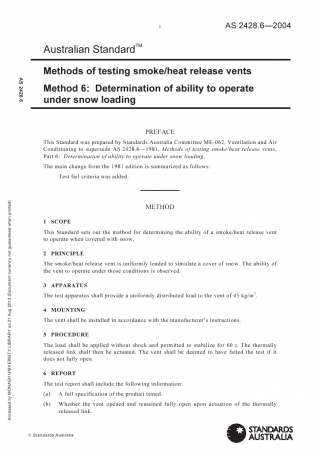 1
AS 2428.6—2004
Australian Standard™
Methods of testing smoke/heat release vents
Method 6: Determination of ability to operate
under snow loading
AS 2428.6
PREFACE
This Standard was prepared by Standards Australia Committee ME-062, Ventilation and Air
Conditioning to supersede AS 2428.6—1981, Methods of testing smoke/heat release vents,
Part 6: Determination of ability to operate under snow loading.
The main change from the 1981 edition is summarized as follows:
Test fail criteria was added.
METHOD
1 SCOPE
This Standard sets out the method for determining the ability of a smoke/heat release vent
to operate when covered with snow.
2 PRINCIPLE
The smoke/heat release vent is uniformly loaded to simulate a cover of snow. The ability of
the vent to operate under those conditions is observed.
3 APPARATUS
The test apparatus shall provide a uniformly distributed load to the vent of 45 kg/m².
4 MOUNTING
The vent shall be installed in accordance with the manufacturer's instructions.
5 PROCEDURE
The load shall be applied without shock and permitted to stabilize for 60 s. The thermally
released link shall then be actuated. The vent shall be deemed to have failed the test if it
does not fully open.
6 REPORT
The test report shall include the following information:
(a) A full specification of the product tested.
(b) Whether the vent opened and remained fully open upon actuation of the thermally
released link.
Accessed by MONASH UNIVERSITY LIBRARY on 21 Aug 2013 (Document currency not guaranteed when printed)
© Standards Australia
STANDARDS
AUSTRALIA